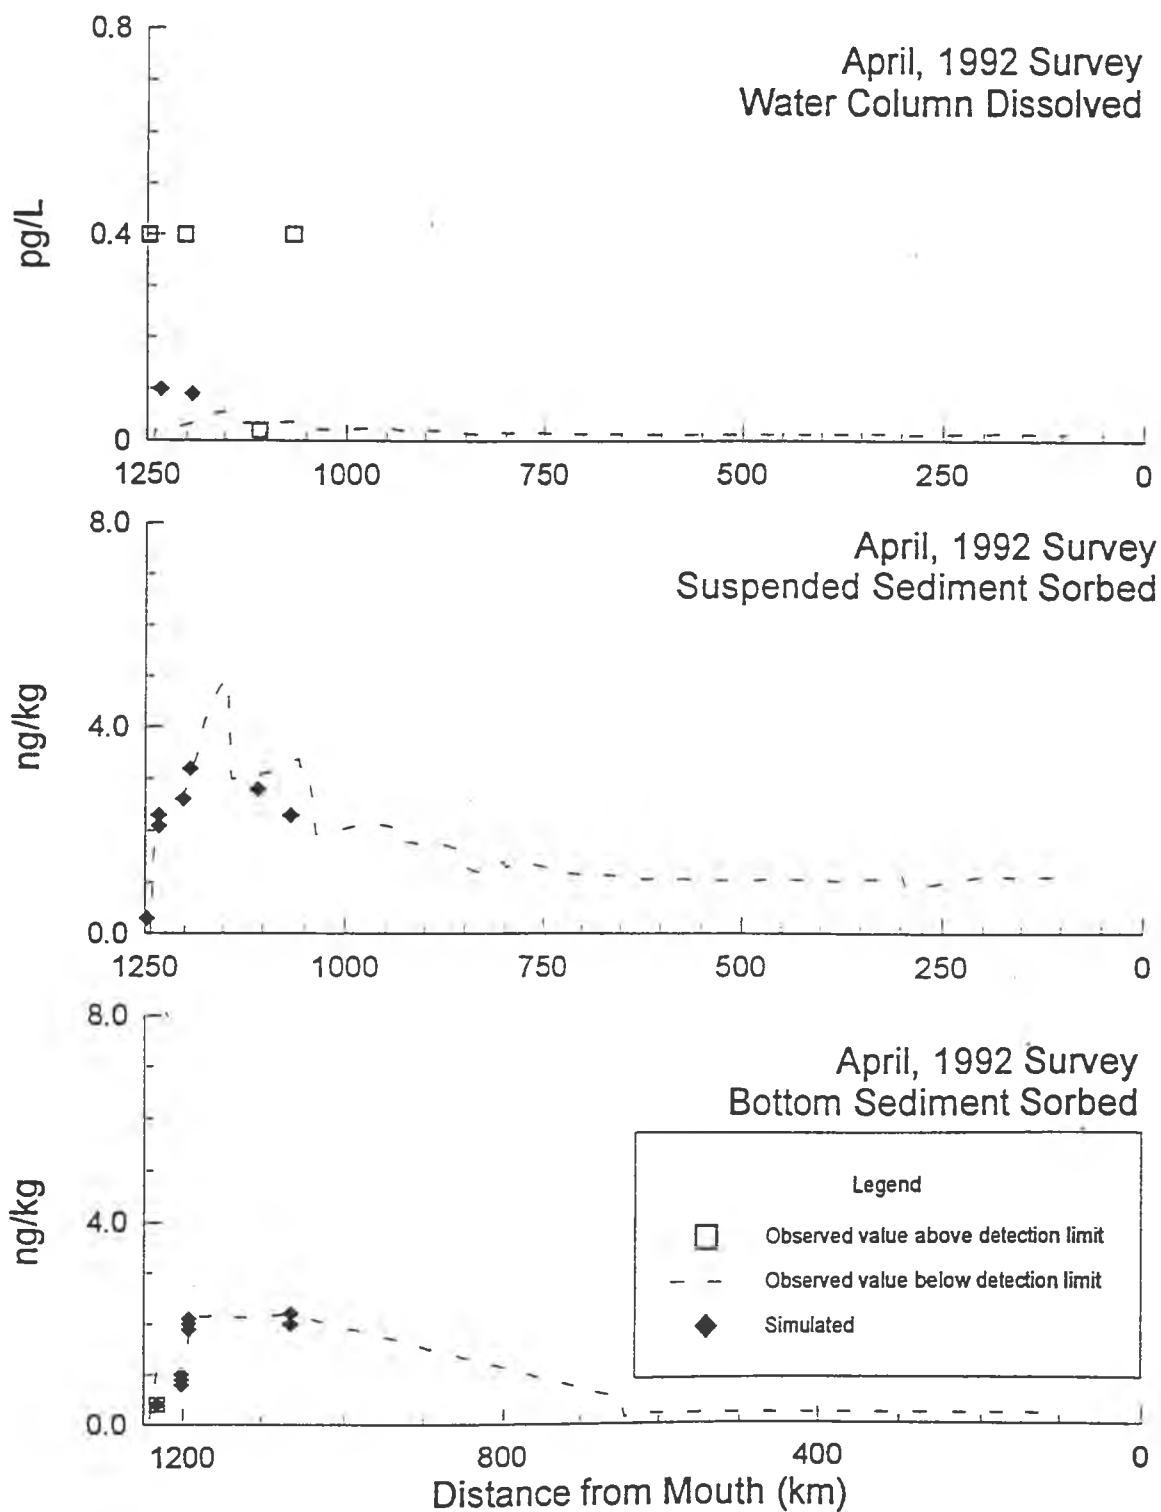 0.8
April, 1992 Survey
Water Column Dissolved
pg/L
0.4
0
1250 1000 750 500 250 0
8.0
April, 1992 Survey
Suspended Sediment Sorbed
ng/kg
4.0
0.0
1250 1000 750 500 250 0
8.0
April, 1992 Survey
Bottom Sediment Sorbed
ng/kg
4.0
Legend
Observed value above detection limit
Observed value below detection limit
Simulated
0.0
1200 800 400 0
Distance from Mouth (km)